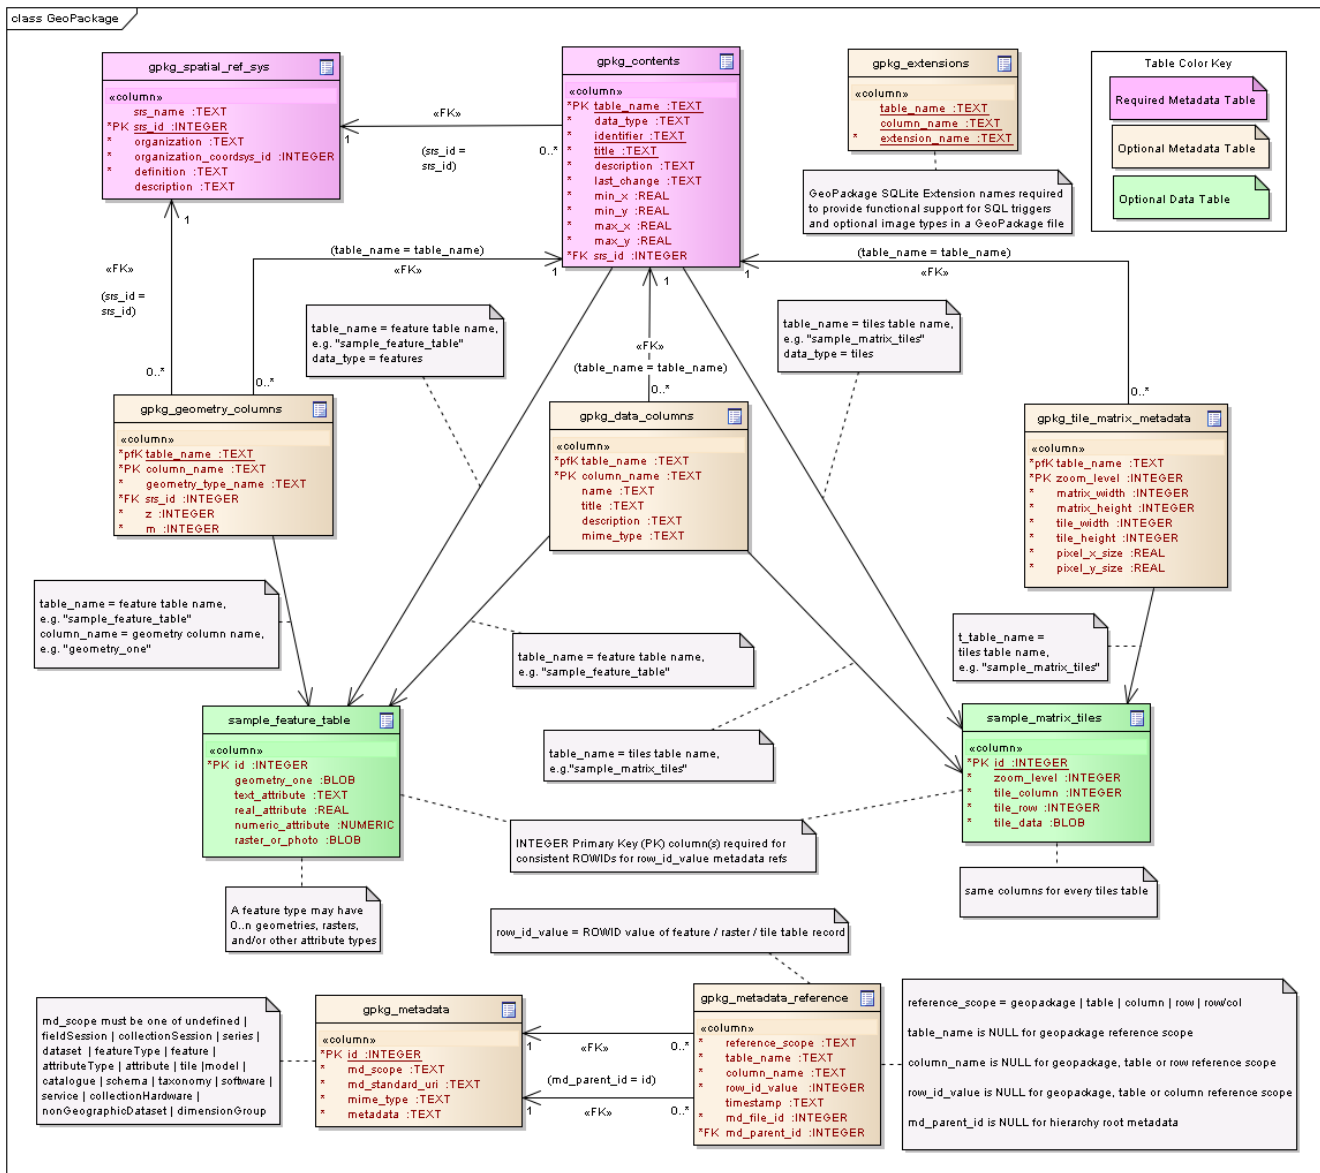 class GeoPackage
gpkg_spatial_ref_sys
«column»
srs_name :TEXT
*PK srs_id :INTEGER
* organization :TEXT
* organization_coordsys_id :INTEGER
* definition :TEXT
description :TEXT
«FK»
(srs_id =
srs_id)
1
0..*
gpkg_contents
«column»
*PK table_name :TEXT
* data_type :TEXT
* identifier :TEXT
* title :TEXT
* description :TEXT
* last_change :TEXT
* min_x :REAL
* min_y :REAL
* max_x :REAL
* max_y :REAL
*FK srs_id :INTEGER
gpkg_extensions
«column»
table_name :TEXT
column_name :TEXT
* extension_name :TEXT
GeoPackage SQLite Extension names required
to provide functional support for SQL triggers
and optional image types in a GeoPackage file
Table Color Key
Required Metadata Table
Optional Metadata Table
Optional Data Table
1
«FK»
(srs_id =
srs_id)
0..*
(table_name = table_name)
«FK»
1
0..*
table_name = feature table name,
e.g. "sample_feature_table"
data_type = features
1
«FK»
(table_name = table_name)
0..*
table_name = tiles table name,
e.g. "sample_matrix_tiles"
data_type = tiles
(table_name = table_name)
«FK»
1
0..*
gpkg_geometry_columns
«column»
*pfK table_name :TEXT
*PK column_name :TEXT
* geometry_type_name :TEXT
*FK srs_id :INTEGER
* z :INTEGER
* m :INTEGER
gpkg_data_columns
«column»
*pfK table_name :TEXT
*PK column_name :TEXT
name :TEXT
title :TEXT
description :TEXT
mime_type :TEXT
gpkg_tile_matrix_metadata
«column»
*pfK table_name :TEXT
*PK zoom_level :INTEGER
* matrix_width :INTEGER
* matrix_height :INTEGER
* tile_width :INTEGER
* tile_height :INTEGER
* pixel_x_size :REAL
* pixel_y_size :REAL
table_name = feature table name,
e.g. "sample_feature_table"
column_name = geometry column name,
e.g. "geometry_one"
table_name = feature table name,
e.g. "sample_feature_table"
t_table_name =
tiles table name,
e.g. "sample_matrix_tiles"
table_name = tiles table name,
e.g."sample_matrix_tiles"
sample_feature_table
«column»
*PK id :INTEGER
geometry_one :BLOB
text_attribute :TEXT
real_attribute :REAL
numeric_attribute :NUMERIC
raster_or_photo :BLOB
sample_matrix_tiles
«column»
*PK id :INTEGER
* zoom_level :INTEGER
* tile_column :INTEGER
* tile_row :INTEGER
* tile_data :BLOB
INTEGER Primary Key (PK) column(s) required for
consistent ROWIDs for row_id_value metadata refs
same columns for every tiles table
A feature type may have
0..n geometries, rasters,
and/or other attribute types
row_id_value = ROWID value of feature / raster / tile table record
md_scope must be one of undefined |
fieldSession | collectionSession | series |
dataset | featureType | feature |
attributeType | attribute | tile |model |
catalogue | schema | taxonomy | software |
service | collectionHardware |
nonGeographicDataset | dimensionGroup
gpkg_metadata
«column»
*PK id :INTEGER
* md_scope :TEXT
* md_standard_uri :TEXT
* mime_type :TEXT
* metadata :TEXT
1
«FK»
0..*
(md_parent_id = id)
1
«FK»
0..*
gpkg_metadata_reference
«column»
* reference_scope :TEXT
* table_name :TEXT
* column_name :TEXT
* row_id_value :INTEGER
timestamp :TEXT
* md_file_id :INTEGER
*FK md_parent_id :INTEGER
reference_scope = geopackage | table | column | row | row/col
table_name is NULL for geopackage reference scope
column_name is NULL for geopackage, table or row reference scope
row_id_value is NULL for geopackage, table or column reference scope
md_parent_id is NULL for hierarchy root metadata